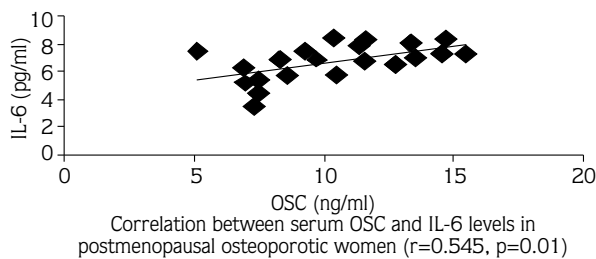 10
8
6
4
2
0
IL-6 (pg/ml)
0 5 10 15 20
OSC (ng/ml)
Correlation between serum OSC and IL-6 levels in
postmenopausal osteoporotic women (r=0.545, p=0.01)